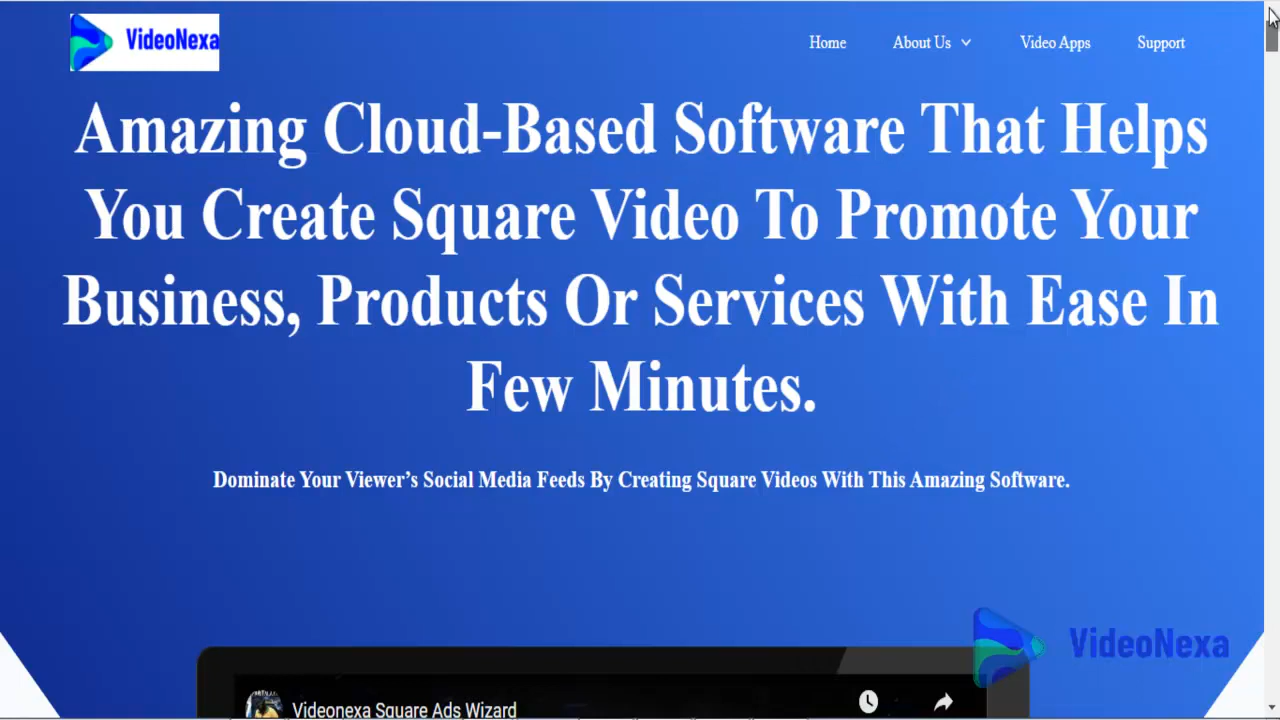 VideoNexa
Home About Us Video Apps Support
Amazing Cloud-Based Software That Helps
You Create Square Video To Promote Your
Business, Products Or Services With Ease In
Few Minutes.
Dominate Your Viewer’s Social Media Feeds By Creating Square Videos With This Amazing Software.
VideoNexa
Videonexa Square Ads Wizard